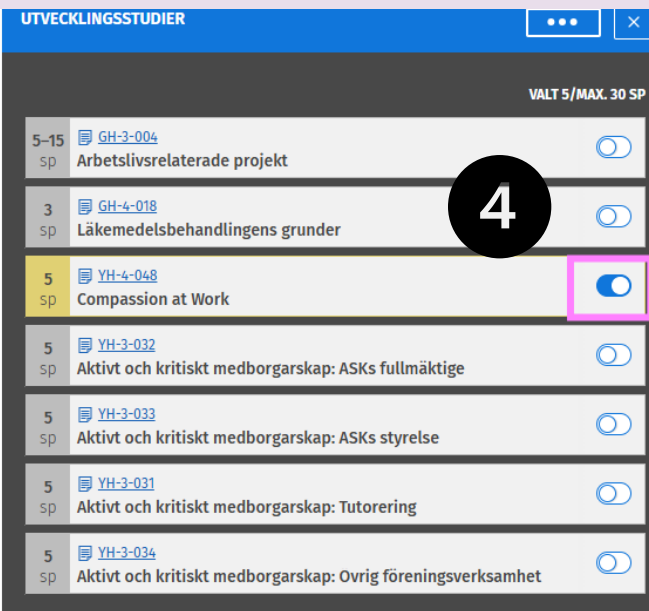 UTVECKLINGSSTUDIER
VALT 5/MAX. 30 SP
5–15 sp GH-3-004
Arbetslivsrelaterade projekt
4
3 sp GH-4-018
Läkemedelsbehandlingens grunder
5 sp YH-4-048
Compassion at Work
5 sp YH-3-032
Aktivt och kritiskt medborgarskap: ASKs fullmäktige
5 sp YH-3-033
Aktivt och kritiskt medborgarskap: ASKs styrelse
5 sp YH-3-031
Aktivt och kritiskt medborgarskap: Tutorering
5 sp YH-3-034
Aktivt och kritiskt medborgarskap: Ovrig föreningsverksamhet